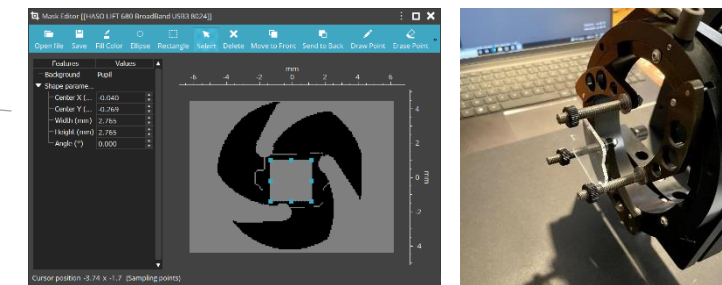 Mask Editor [[HASO LIFT 680 BroadBand USB3 8024]]
Open file Save Fill Color Ellipse Rectangle Select Delete Move to Front Send to Back Draw Point Erase Point "
Features Values
Background Pupil
Shape parame...
Center X (... -0.040
Center Y (... -0.269
Width (mm) 2.765
Height (mm) 2.765
Angle (°) 0.000
mm
-6 -4 -2 0 2 4 6
4
2
0
-2
-4
mm
Cursor position -3.74 x -1.7 (Sampling points)